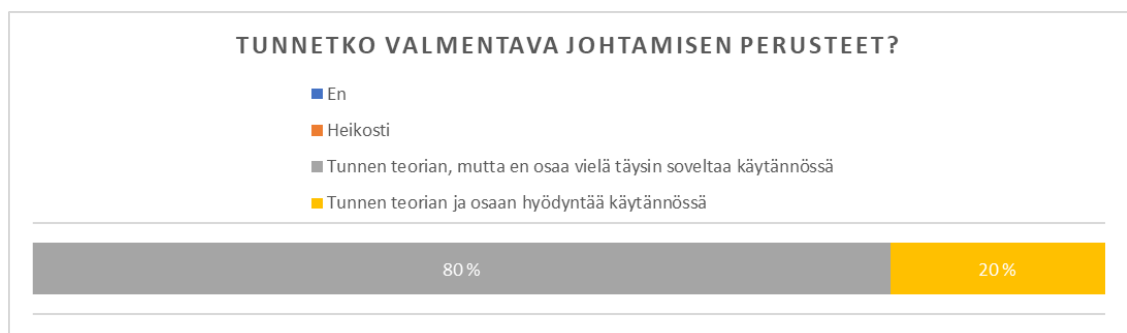 TUNNETKO VALMENTAVA JOHTAMISEN PERUSTEET?
En
Heikosti
Tunnen teorian, mutta en osaa vielä täysin soveltaa käytännössä
Tunnen teorian ja osaan hyödyntää käytännössä
80 % 20 %